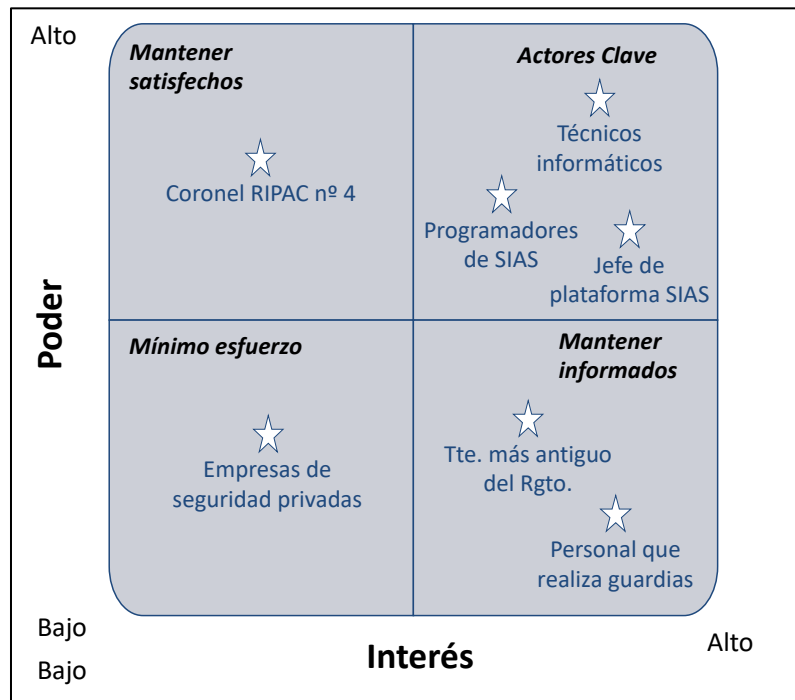 Alto
Mantener
satisfechos
Actores Clave
Técnicos
informáticos
Coronel RIPAC nº 4
Programadores
de SIAS
Jefe de
plataforma SIAS
Poder
Mínimo esfuerzo
Mantener
informados
Empresas de
seguridad privadas
Tte. más antiguo
del Rgto.
Personal que
realiza guardias
Bajo
Bajo
Interés
Alto